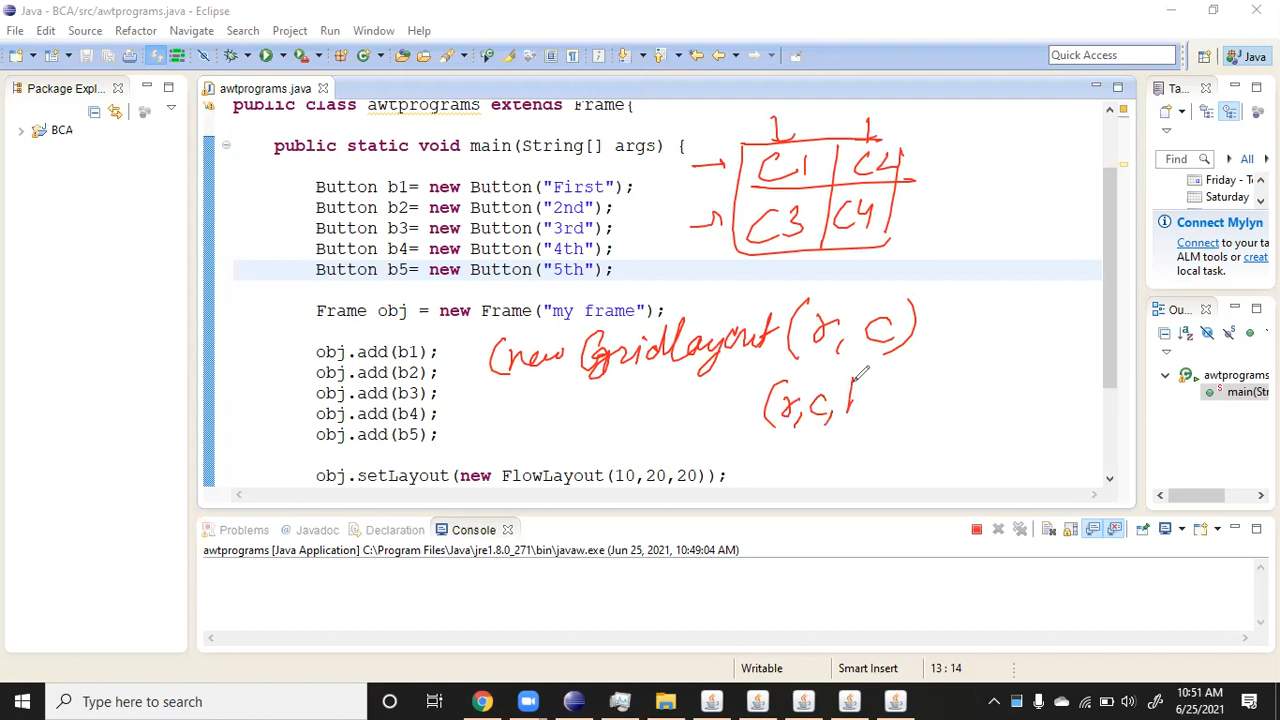 Java - BCA/src/awtprograms.java - Eclipse
File Edit Source Refactor Navigate Search Project Run Window Help
Quick Access
Java
Package Expl...
awtprograms.java
Ta...
BCA
public class awtprograms extends Frame{
public static void main(String[] args) {
Button b1= new Button("First");
Button b2= new Button("2nd");
Button b3= new Button("3rd");
Button b4= new Button("4th");
Button b5= new Button("5th");
Frame obj = new Frame("my frame");
obj.add(b1);
obj.add(b2);
obj.add(b3);
obj.add(b4);
obj.add(b5);
obj.setLayout(new FlowLayout(10,20,20));
C1 C4
C3 C4
(new GridLayout (r, c)
(r, c,
Find All
Friday - To
Saturday
Connect Mylyn
Connect to your ta
ALM tools or creat
local task.
Ou...
awtprograms
main(Str
Problems @ Javadoc Declaration Console
awtprograms [Java Application] C:\Program Files\Java\jre1.8.0_271\bin\javaw.exe (Jun 25, 2021, 10:49:04 AM)
Writable Smart Insert 13 : 14
Type here to search
10:51 AM
6/25/2021